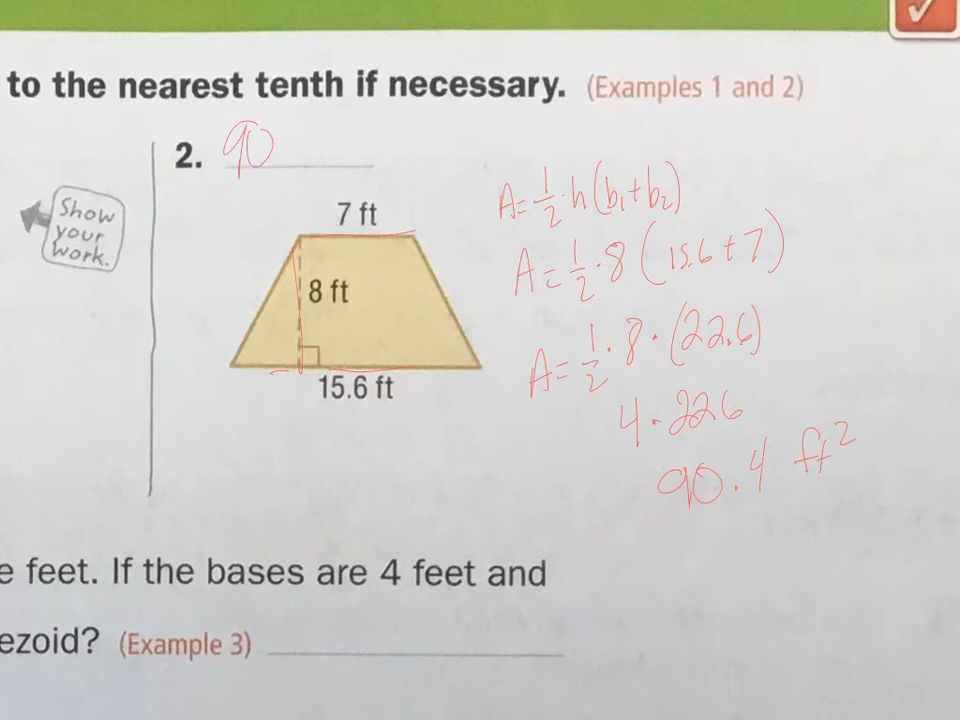 to the nearest tenth if necessary. (Examples 1 and 2)
2. 90
Show
your
work.
7 ft
8 ft
15.6 ft
A=1/2·h(b₁+b₂)
A=1/2·8(15.6+7)
A=1/2·8·(22.6)
4·22.6
90.4 ft²
e feet. If the bases are 4 feet and
ezoid? (Example 3)